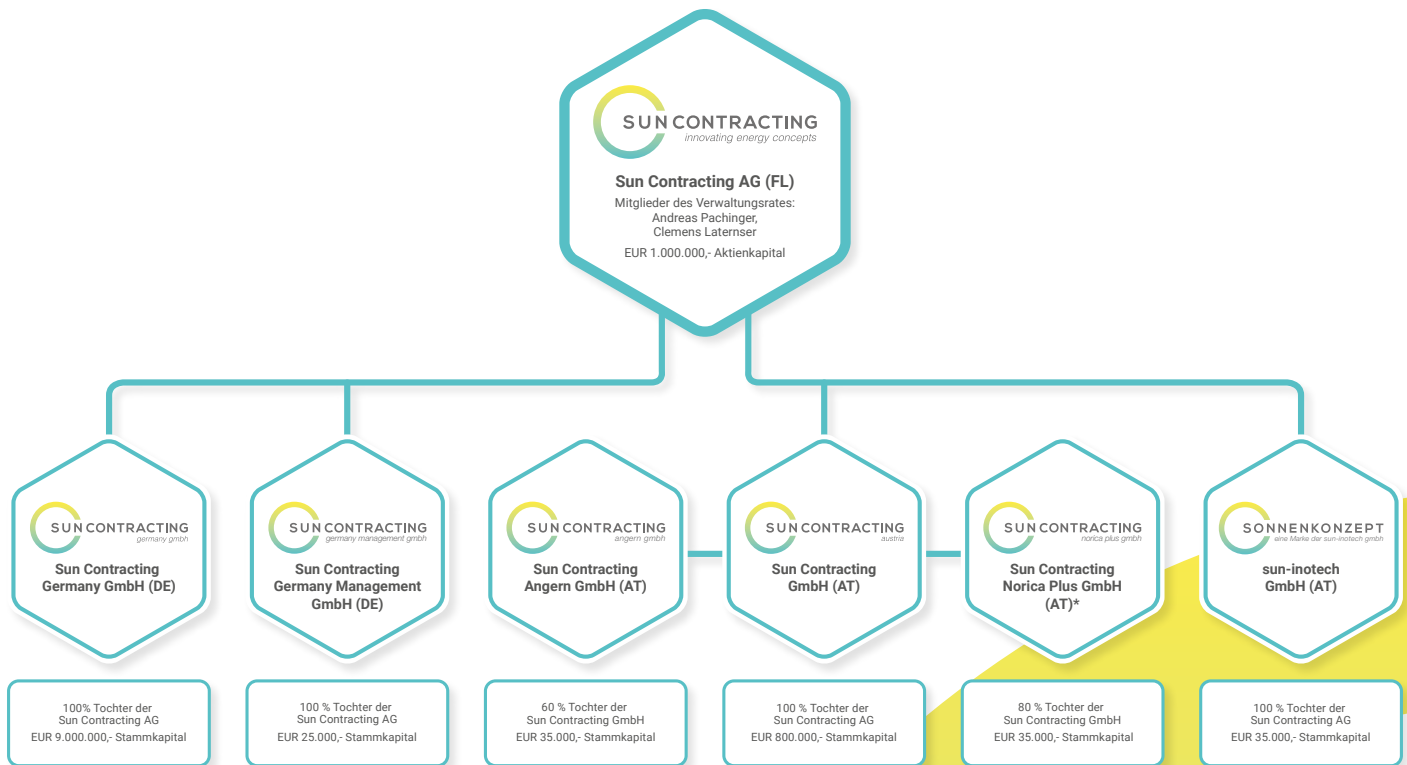 SUN CONTRACTING
innovating energy concepts
Sun Contracting AG (FL)
Mitglieder des Verwaltungsrates:
Andreas Pachinger,
Clemens Laternser
EUR 1.000.000,- Aktienkapital
SUN CONTRACTING
germany gmbh
Sun Contracting
Germany GmbH (DE)
100% Tochter der
Sun Contracting AG
EUR 9.000.000,- Stammkapital
SUN CONTRACTING
germany management gmbh
Sun Contracting
Germany Management
GmbH (DE)
100 % Tochter der
Sun Contracting AG
EUR 25.000,- Stammkapital
SUN CONTRACTING
angern gmbh
Sun Contracting
Angern GmbH (AT)
60 % Tochter der
Sun Contracting GmbH
EUR 35.000,- Stammkapital
SUN CONTRACTING
austria
Sun Contracting
GmbH (AT)
100 % Tochter der
Sun Contracting AG
EUR 800.000,- Stammkapital
SUN CONTRACTING
norica plus gmbh
Sun Contracting
Norica Plus GmbH
(AT)*
80 % Tochter der
Sun Contracting GmbH
EUR 35.000,- Stammkapital
SONNENKONZEPT
eine Marke der sun-inotech gmbh
sun-inotech
GmbH (AT)
100 % Tochter der
Sun Contracting AG
EUR 35.000,- Stammkapital